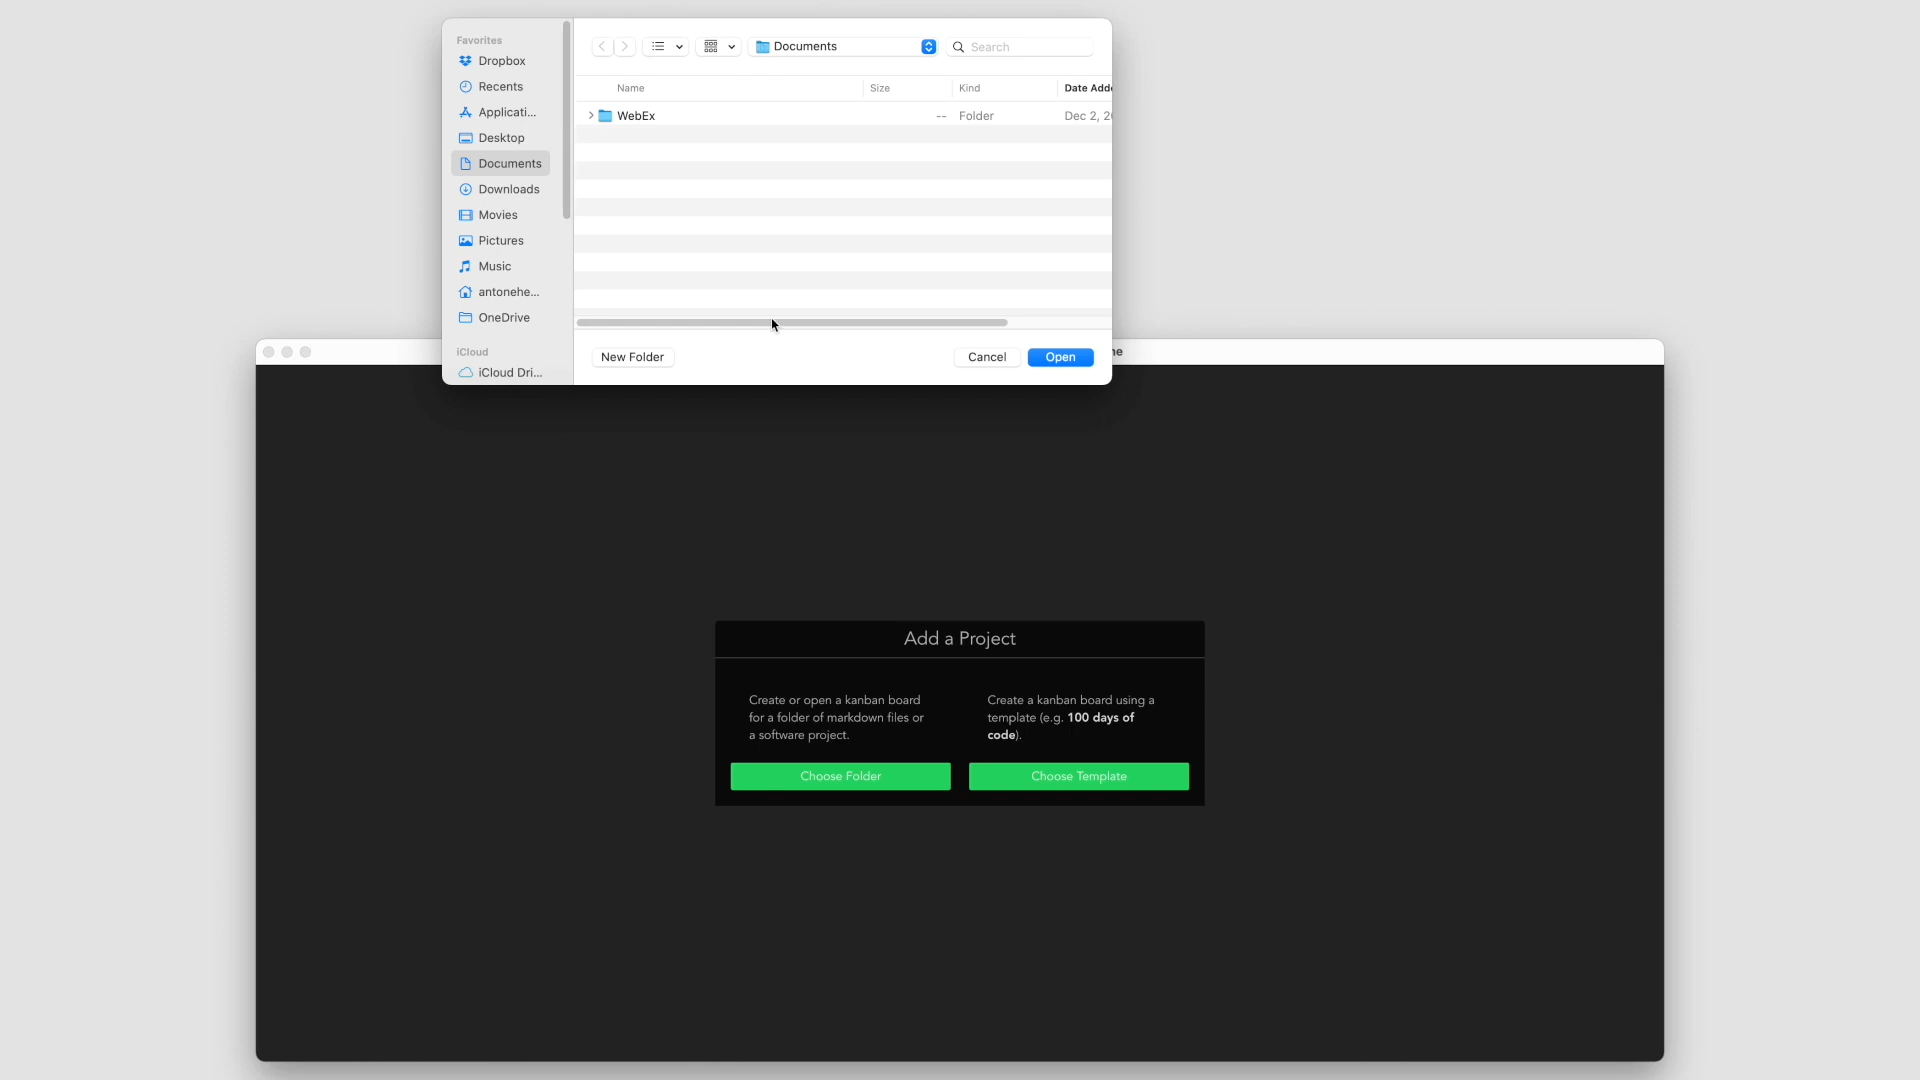 Favorites
Dropbox
Recents
Applicati...
Desktop
Documents
Downloads
Movies
Pictures
Music
antonehe...
OneDrive
iCloud
iCloud Dri...
Documents
Search
Name Size Kind Date Adde
WebEx -- Folder Dec 2, 20
New Folder Cancel Open
ne
Add a Project
Create or open a kanban board
for a folder of markdown files or
a software project.
Choose Folder
Create a kanban board using a
template (e.g. 100 days of
code).
Choose Template